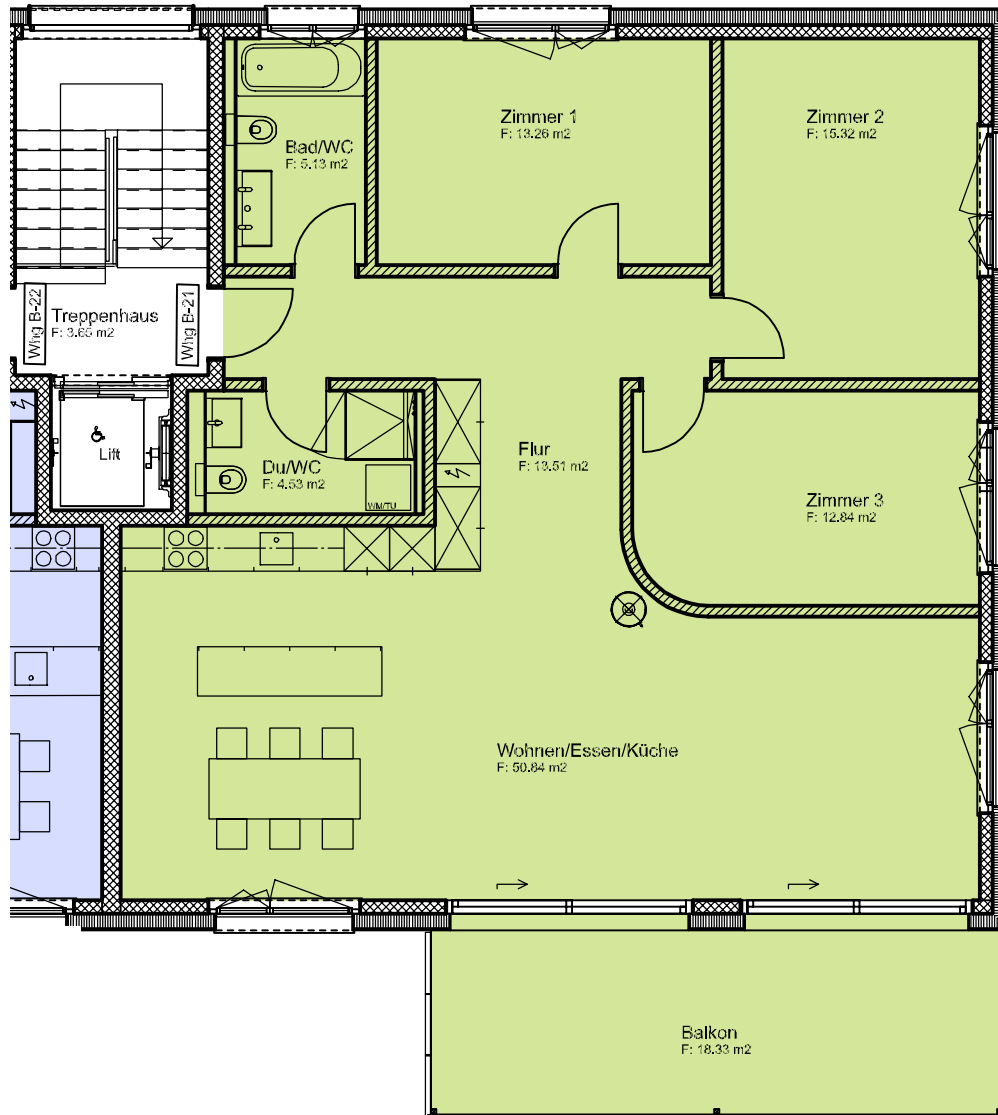 Zimmer 1
F: 13.26 m2
Zimmer 2
F: 15.32 m2
Bad/WC
F: 5.13 m2
Whg B-22
Treppenhaus
F: 3.65 m2
Whg B-21
Lift
Du/WC
F: 4.53 m2
WM/TU
Flur
F: 13.51 m2
Zimmer 3
F: 12.84 m2
Wohnen/Essen/Küche
F: 50.84 m2
Balkon
F: 18.33 m2